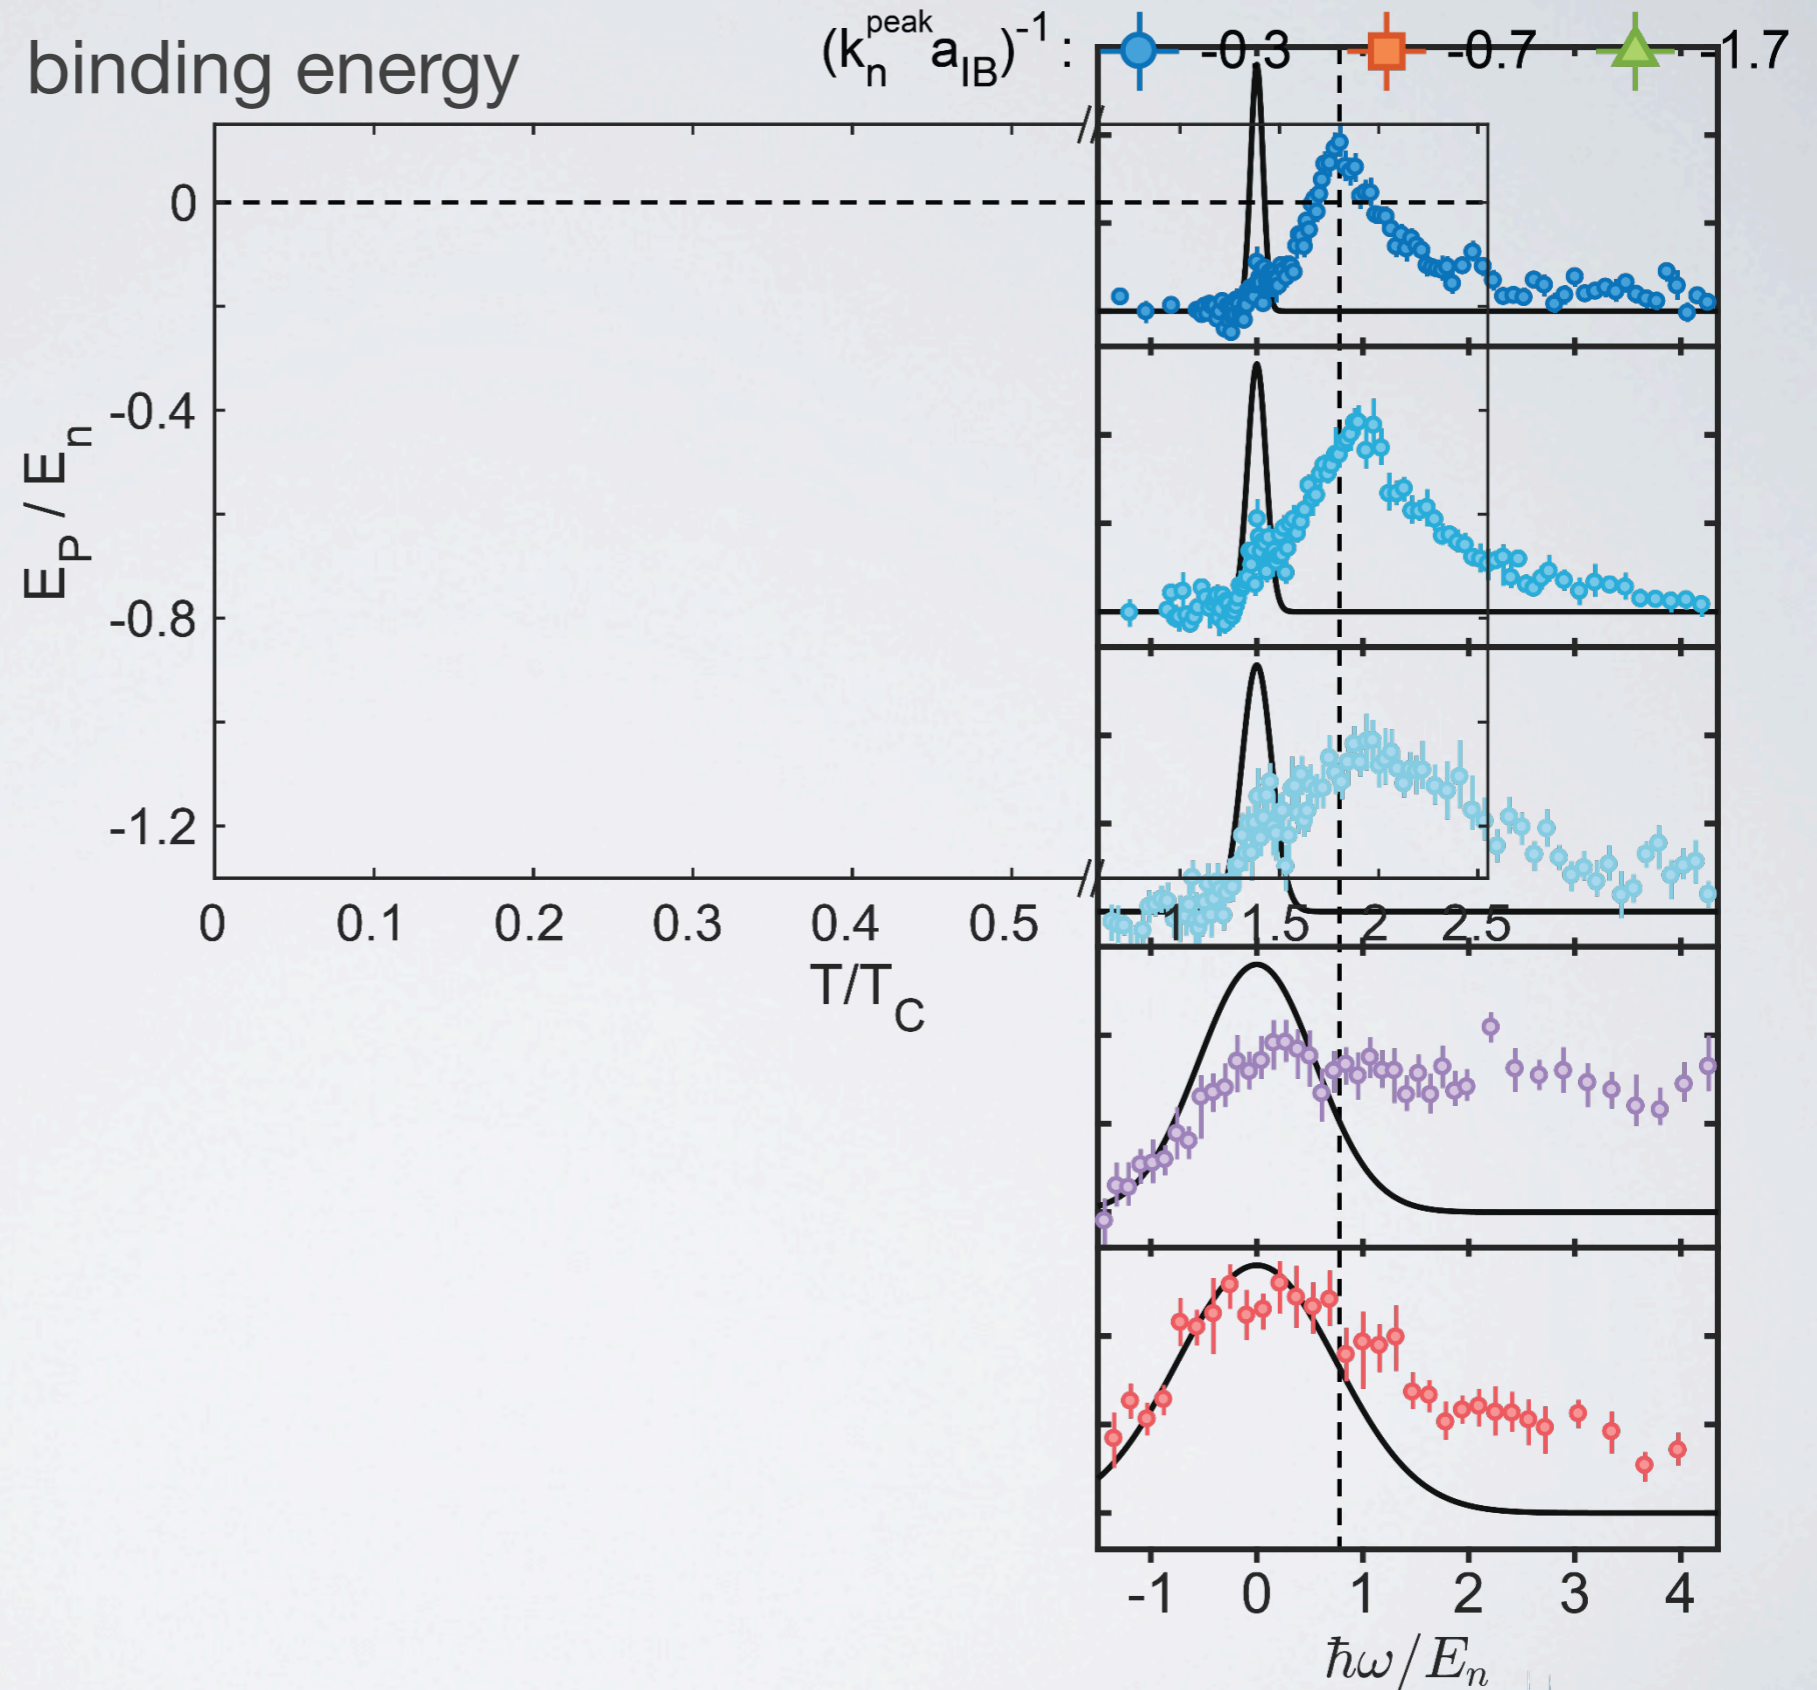 binding energy
(k_n^peak a_IB)^-1 : -0.3 -0.7 -1.7
0
-0.4
-0.8
-1.2
E_P / E_n
0 0.1 0.2 0.3 0.4 0.5 1 1.5 2 2.5
T/T_C
-1 0 1 2 3 4
ħω/E_n